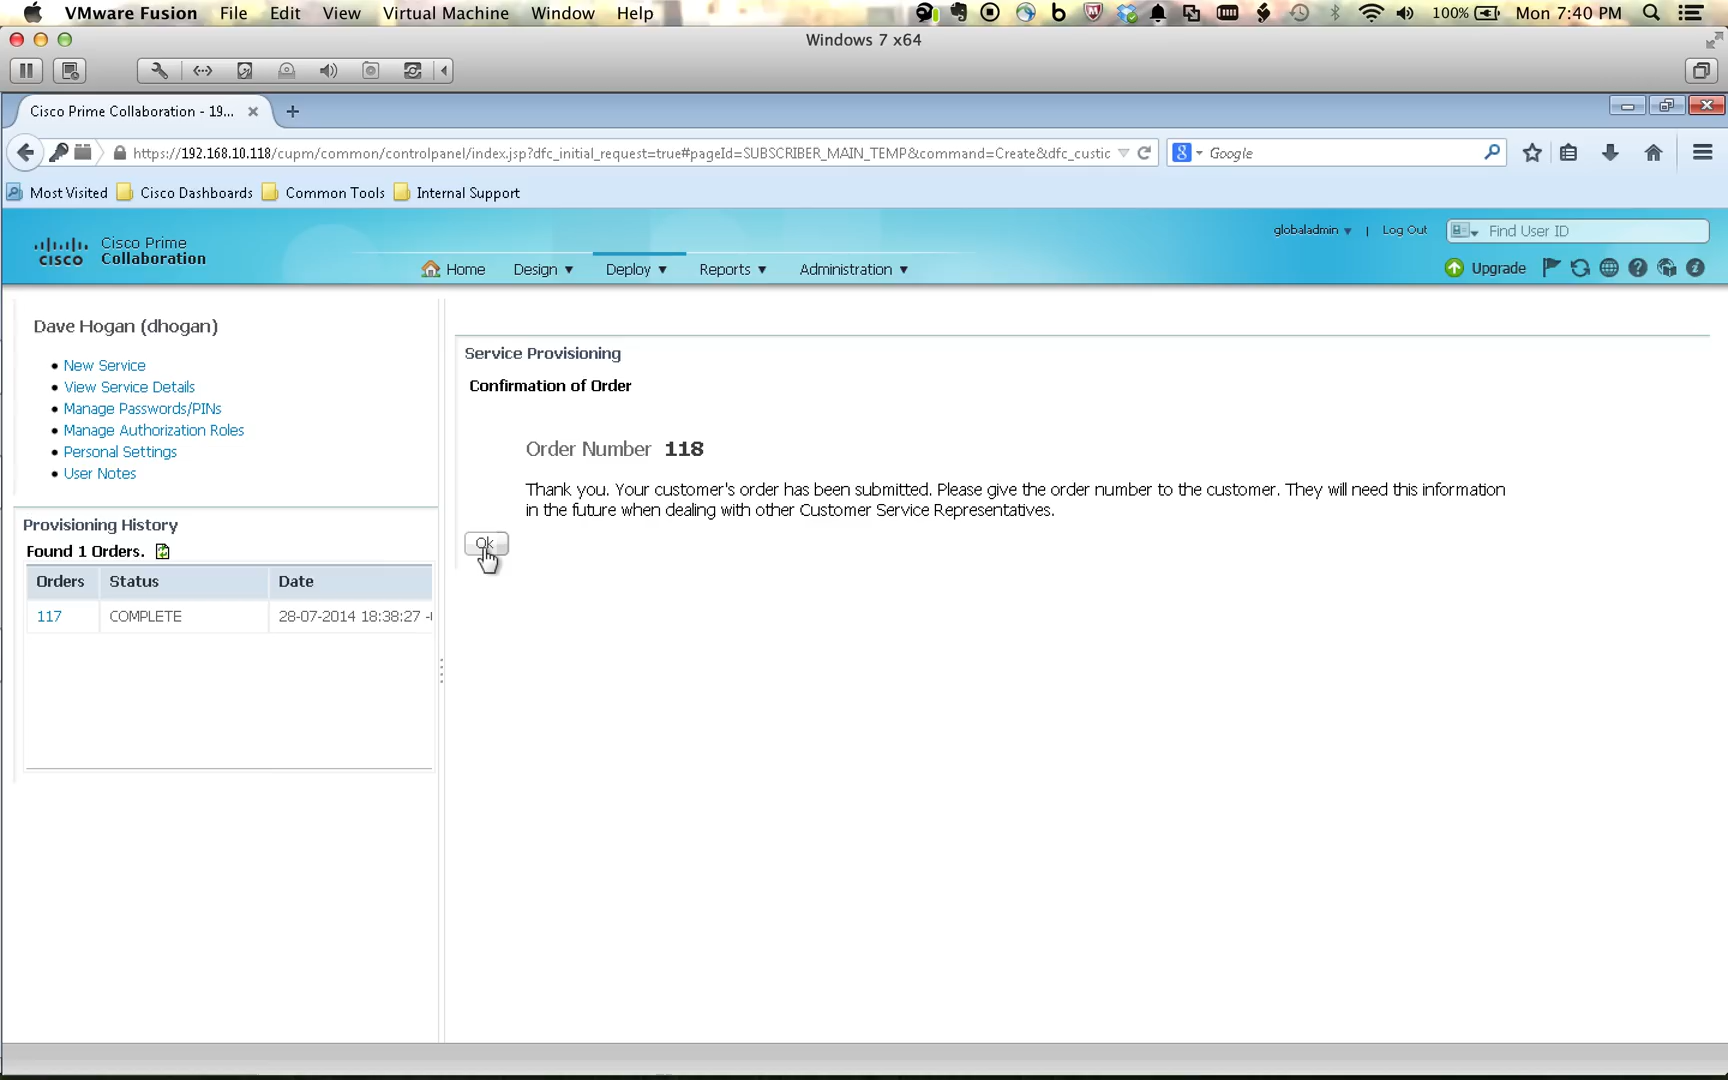 VMware Fusion File Edit View Virtual Machine Window Help 100% Mon 7:40 PM
Windows 7 x64
Cisco Prime Collaboration - 19...
https://192.168.10.118/cupm/common/controlpanel/index.jsp?dfc_initial_request=true#pageId=SUBSCRIBER_MAIN_TEMP&command=Create&dfc_custic Google
Most Visited Cisco Dashboards Common Tools Internal Support
cisco Cisco Prime
Collaboration
globaladmin | Log Out Find User ID
Home Design Deploy Reports Administration Upgrade
Dave Hogan (dhogan)
• New Service
• View Service Details
• Manage Passwords/PINs
• Manage Authorization Roles
• Personal Settings
• User Notes
Provisioning History
Found 1 Orders.
Orders Status Date
117 COMPLETE 28-07-2014 18:38:27
Service Provisioning
Confirmation of Order
Order Number 118
Thank you. Your customer's order has been submitted. Please give the order number to the customer. They will need this information
in the future when dealing with other Customer Service Representatives.
Ok